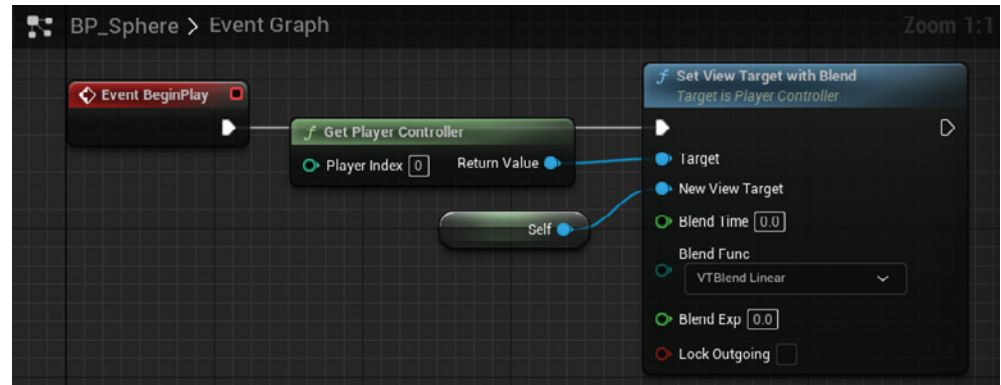 BP_Sphere > Event Graph
Zoom 1:1
Event BeginPlay
f Get Player Controller
Player Index 0
Return Value
Self
f Set View Target with Blend
Target is Player Controller
Target
New View Target
Blend Time 0.0
Blend Func
VTBlend Linear
Blend Exp 0.0
Lock Outgoing